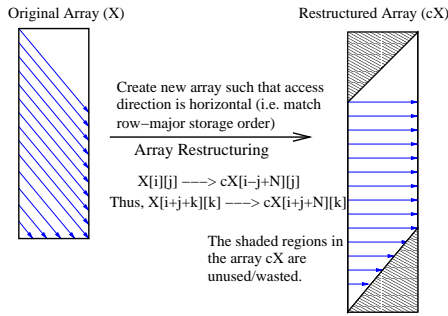 Original Array (X)
Restructured Array (cX)
Create new array such that access
direction is horizontal (i.e. match
row−major storage order)
Array Restructuring
X[i][j] −−−> cX[i−j+N][j]
Thus, X[i+j+k][k] −−−> cX[i+j+N][k]
The shaded regions in
the array cX are
unused/wasted.